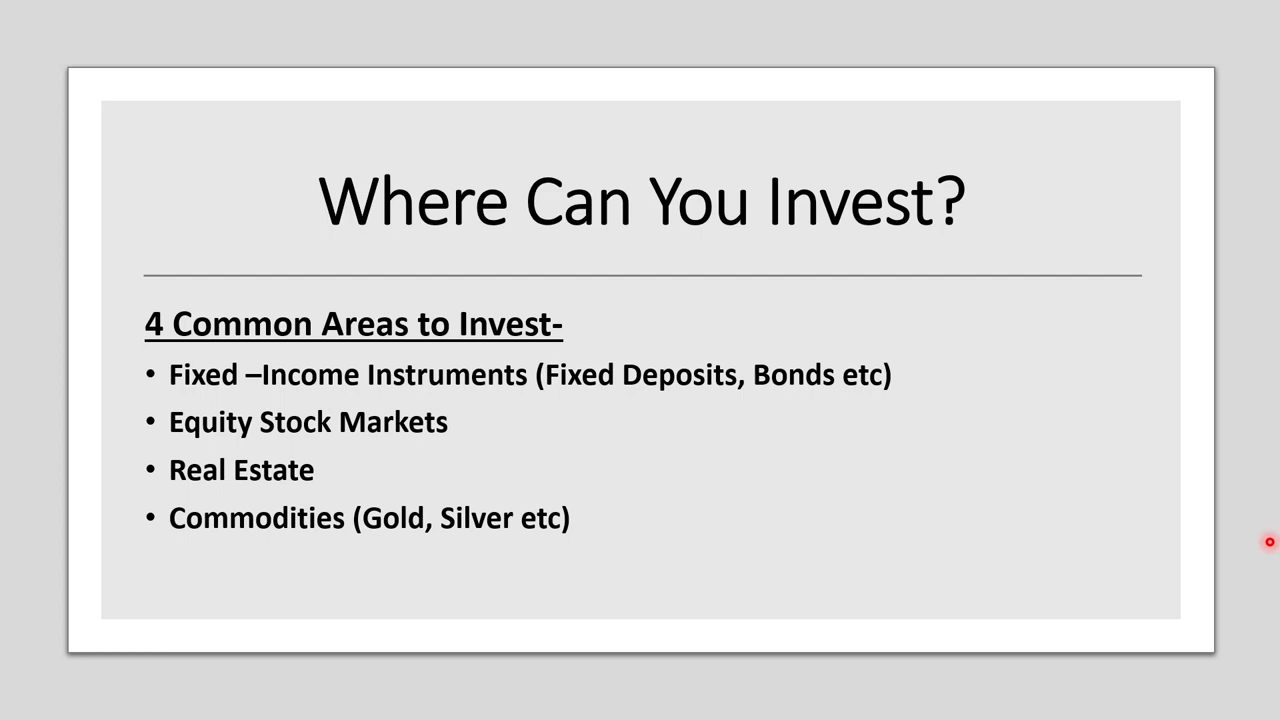 Where Can You Invest?
4 Common Areas to Invest-
• Fixed –Income Instruments (Fixed Deposits, Bonds etc)
• Equity Stock Markets
• Real Estate
• Commodities (Gold, Silver etc)